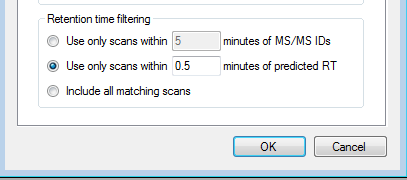 Retention time filtering
Use only scans within 5 minutes of MS/MS IDs
Use only scans within 0.5 minutes of predicted RT
Include all matching scans
OK Cancel